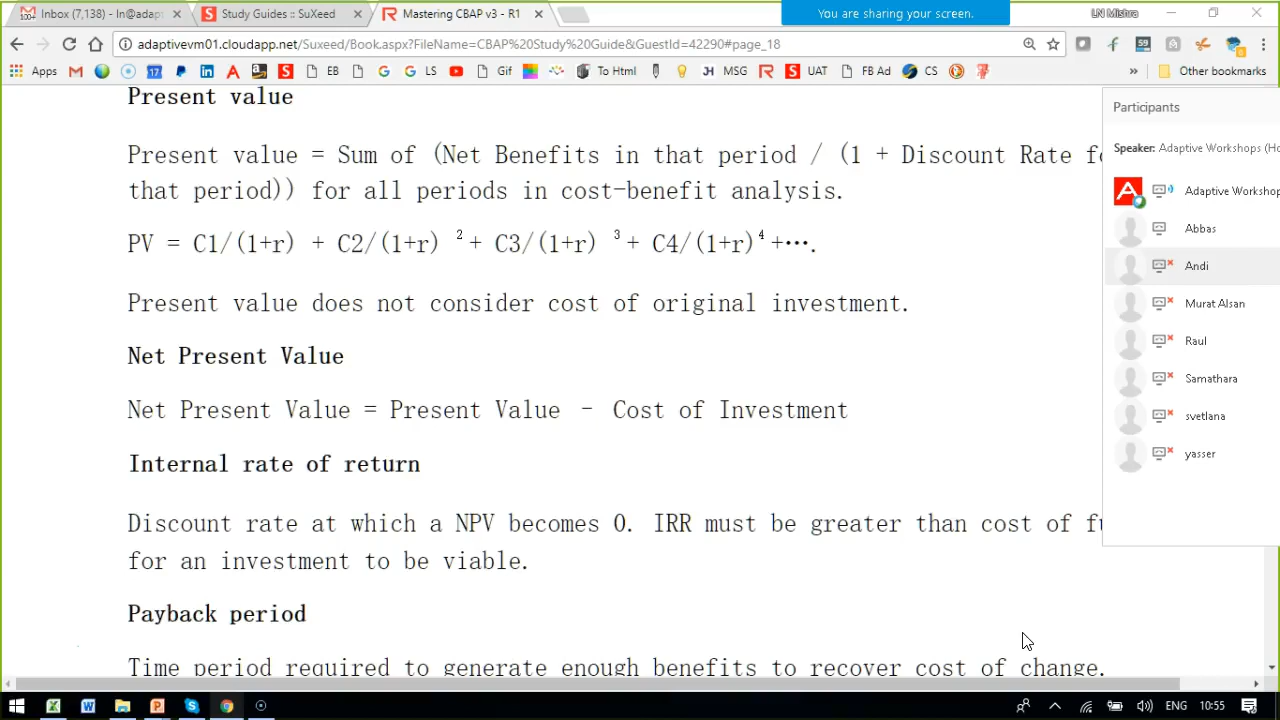 Inbox (7,138) - ln@adap
Study Guides :: SuXeed
Mastering CBAP v3 - R1
You are sharing your screen.
LN Mishra
adaptivevm01.cloudapp.net/Suxeed/Book.aspx?FileName=CBAP%20Study%20Guide&GuestId=42290#page_18
Apps
EB
LS
Gif
To Html
MSG
UAT
FB Ad
CS
»
Other bookmarks
Present value
Present value = Sum of (Net Benefits in that period / (1 + Discount Rate f
that period)) for all periods in cost-benefit analysis.
PV = C1/(1+r) + C2/(1+r) ² + C3/(1+r) ³ + C4/(1+r)⁴ +….
Present value does not consider cost of original investment.
Net Present Value
Net Present Value = Present Value – Cost of Investment
Internal rate of return
Discount rate at which a NPV becomes 0. IRR must be greater than cost of f
for an investment to be viable.
Payback period
Time period required to generate enough benefits to recover cost of change.
Participants
Speaker: Adaptive Workshops (Ho
Adaptive Workshop
Abbas
Andi
Murat Alsan
Raul
Samathara
svetlana
yasser
ENG
10:55